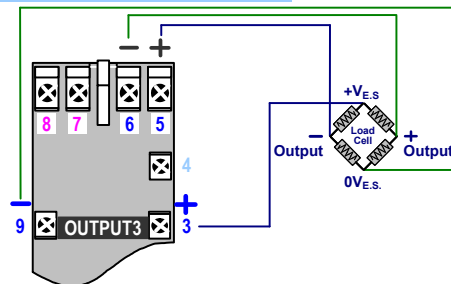 − +
8 7 6 5
+V E.S
Load
Cell
− +
Output Output
4
0V E.S.
− +
9 OUTPUT3 3